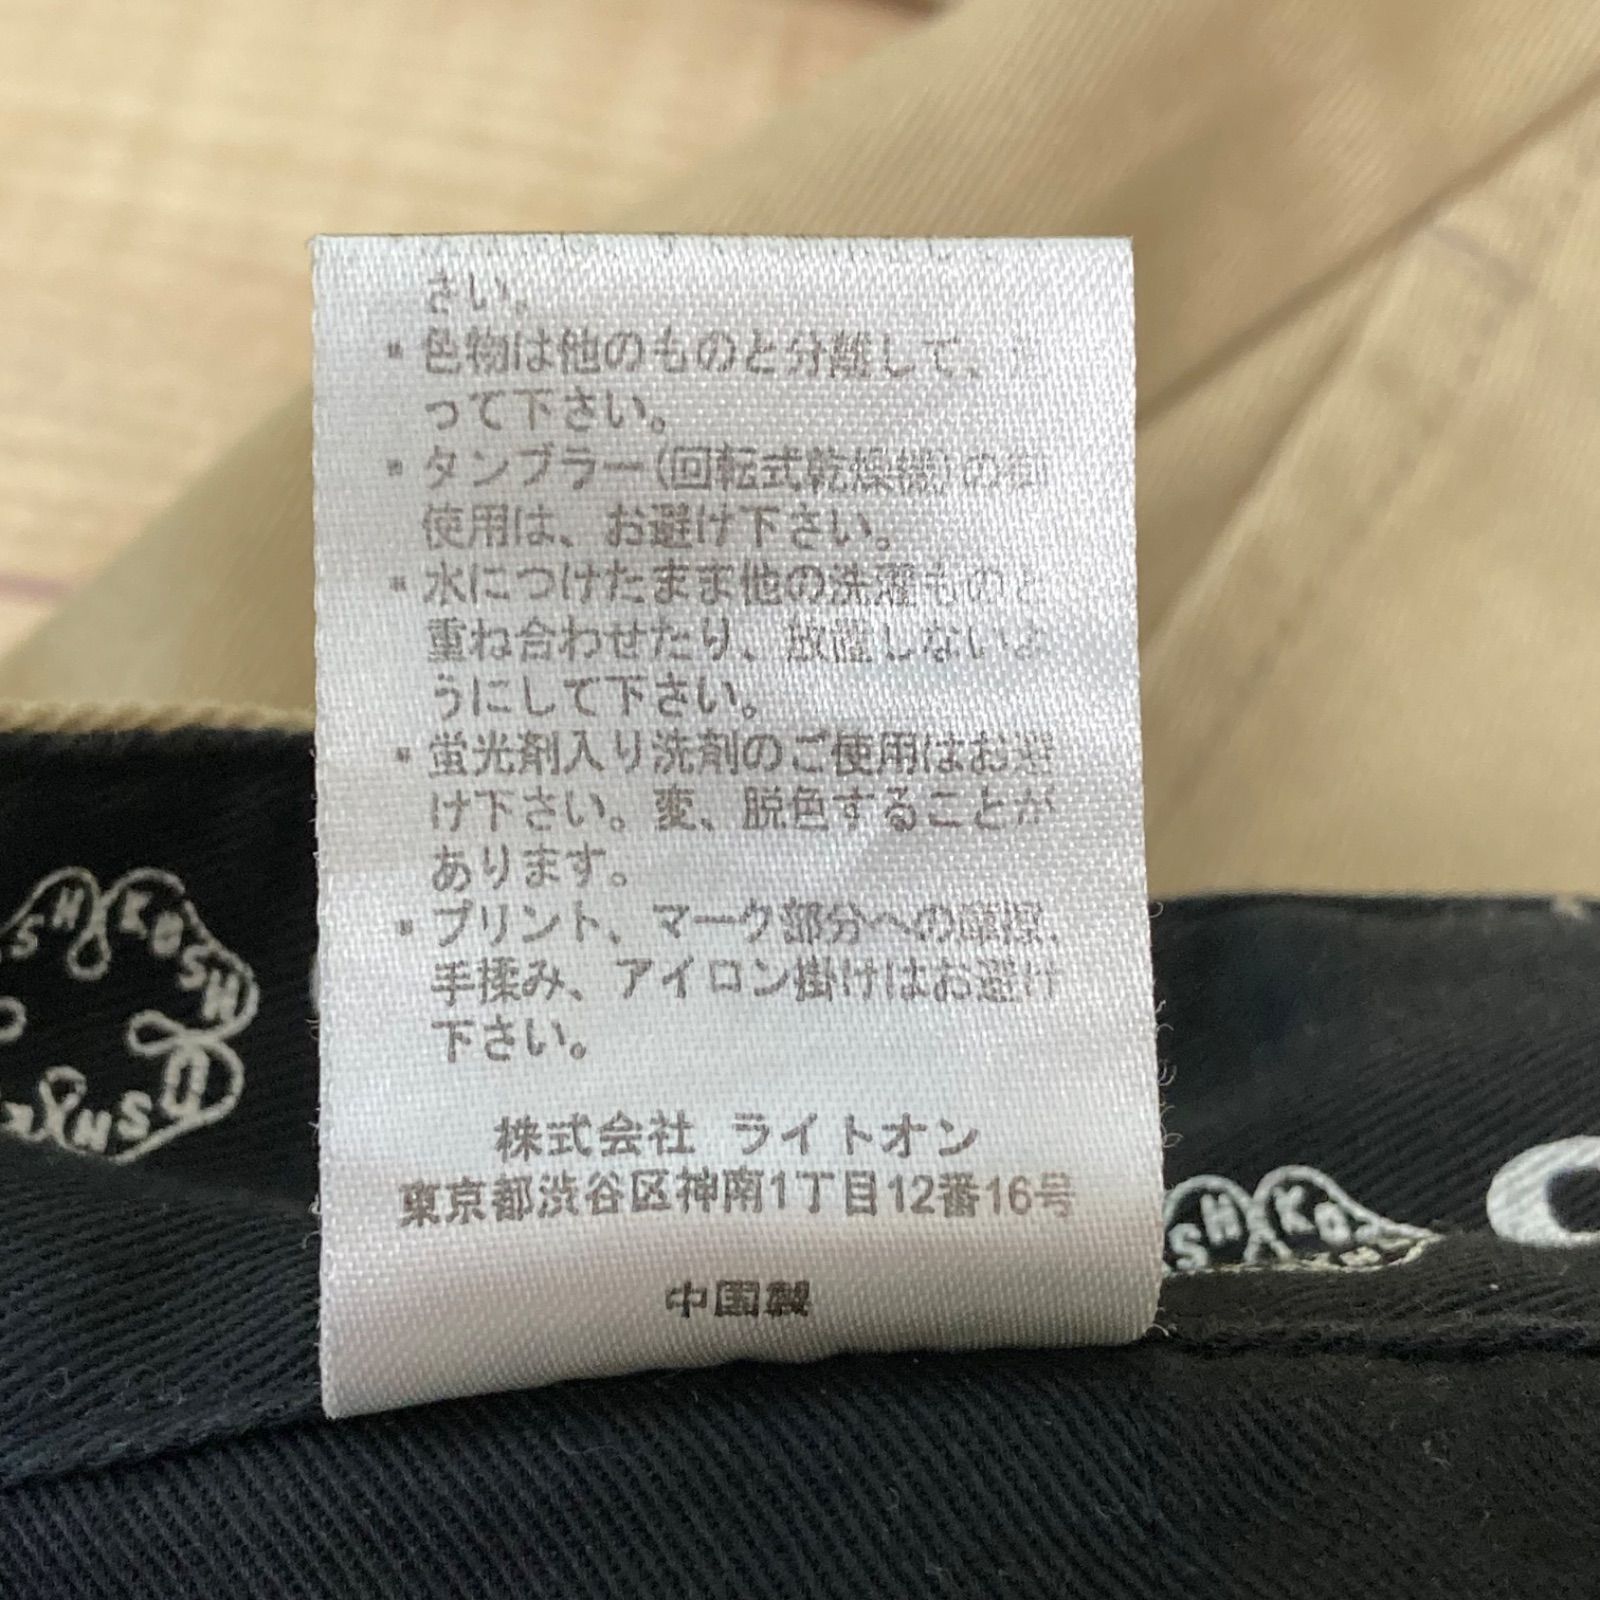 さい。
・色物は他のものと分離して、
って下さい。
・タンブラー(回転式乾燥機)の御
使用は、お避け下さい。
・水につけたまま他の洗濯ものと
重ね合わせたり、放置しないよ
うにして下さい。
・蛍光剤入り洗剤のご使用はお避
け下さい。変、脱色することが
あります。
・プリント、マーク部分への摩擦、
手揉み、アイロン掛けはお避け
下さい。
株式会社 ライトオン
東京都渋谷区神南1丁目12番16号
中国製
SH KOSH
SH KO